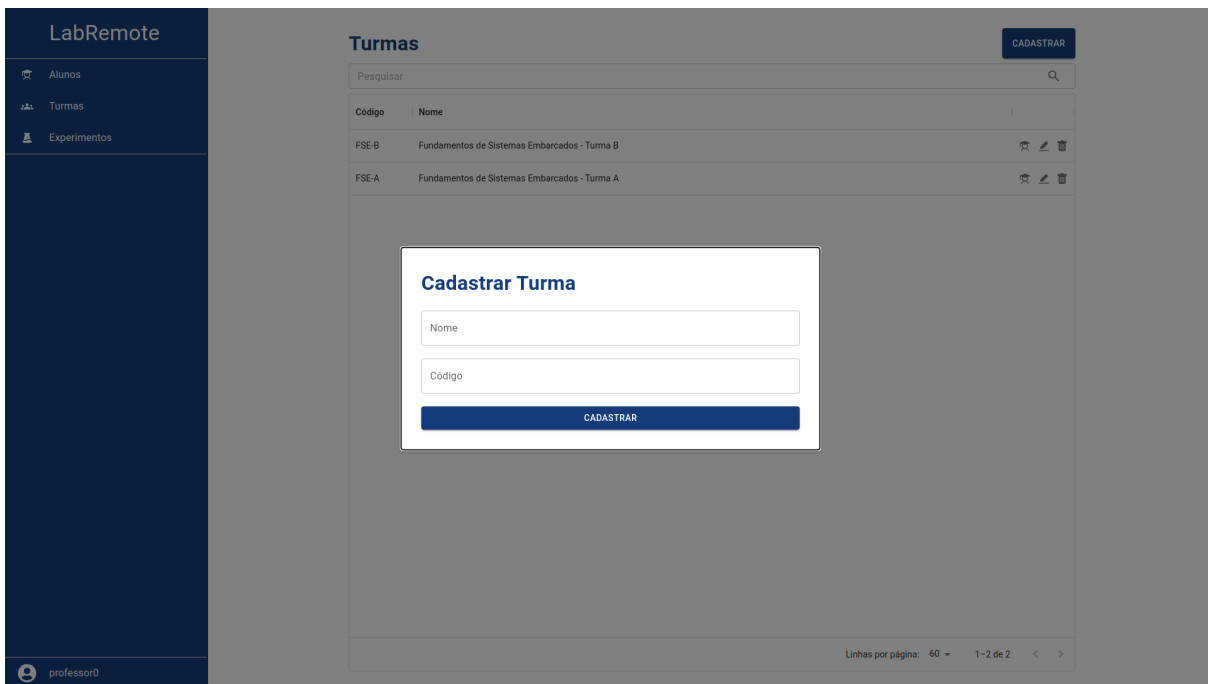 LabRemote
Alunos
Turmas
Experimentos
professor0
Turmas
CADASTRAR
Pesquisar
Código Nome
FSE-B Fundamentos de Sistemas Embarcados - Turma B
FSE-A Fundamentos de Sistemas Embarcados - Turma A
Cadastrar Turma
Nome
Código
CADASTRAR
Linhas por página: 60 1–2 de 2